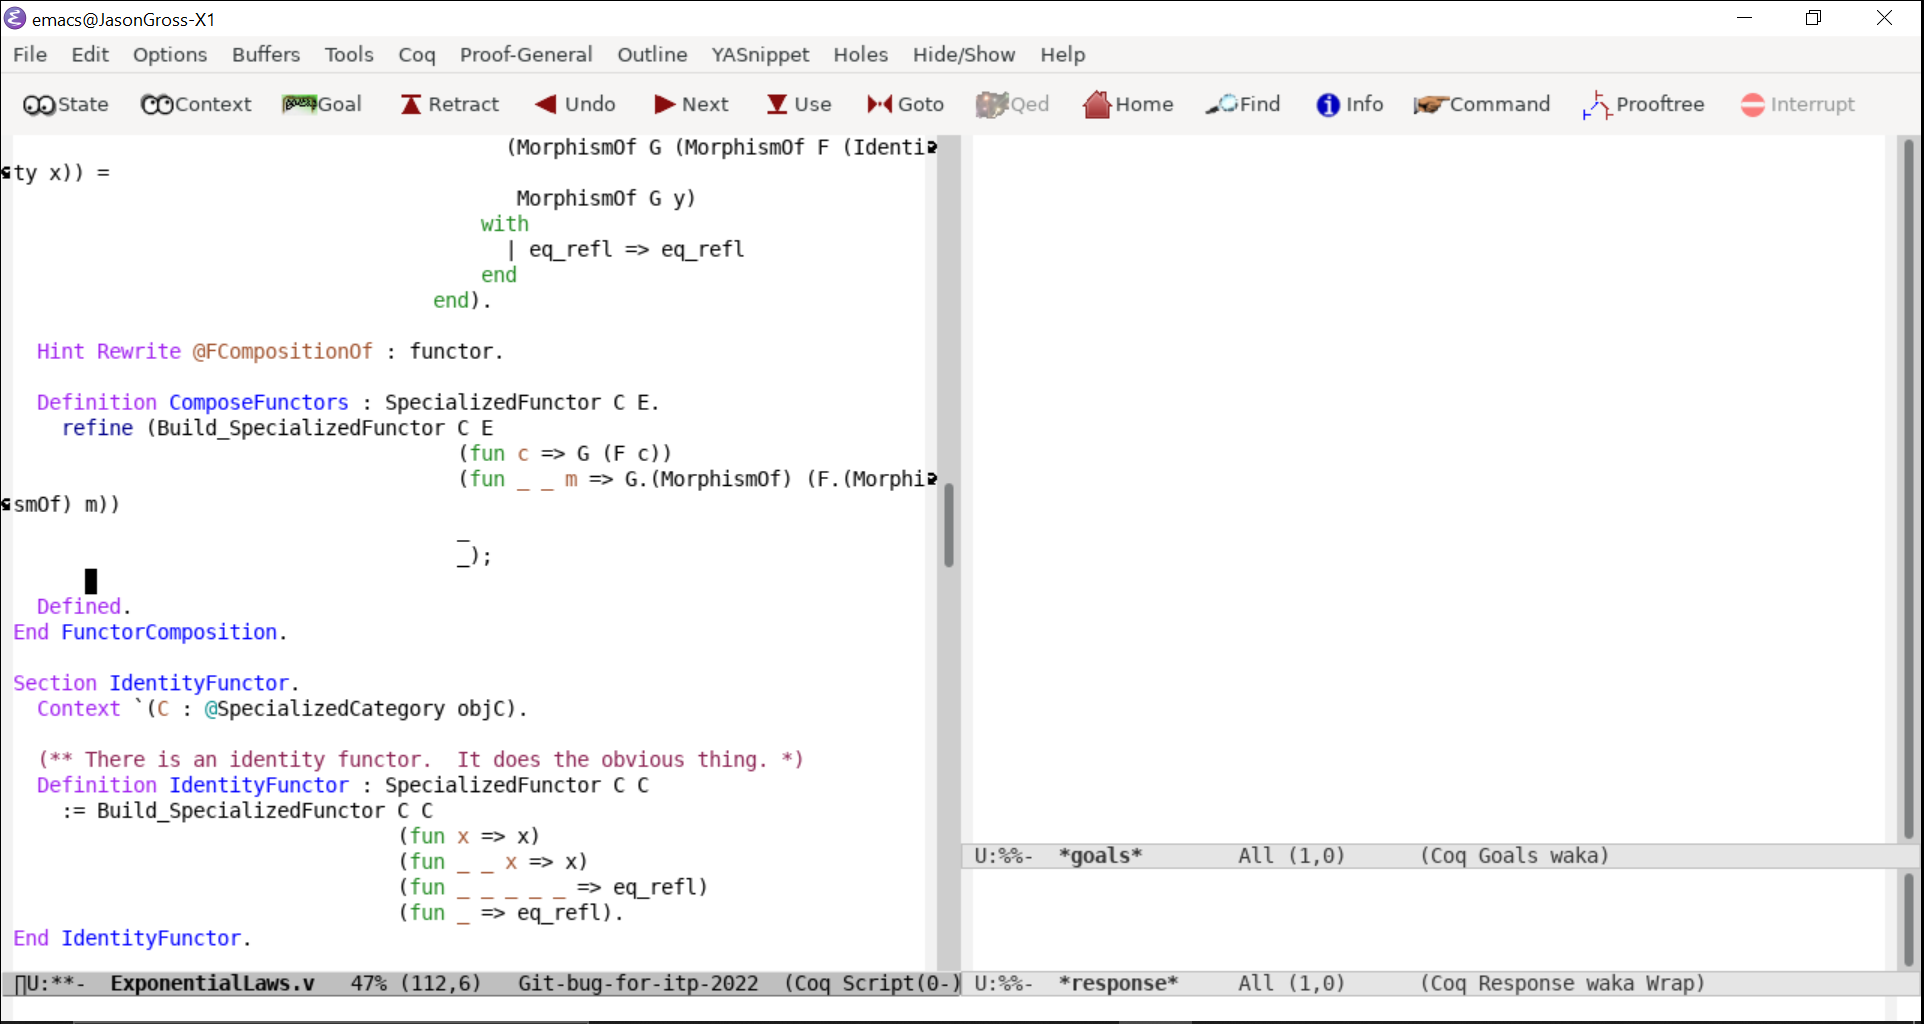 emacs@JasonGross-X1
File Edit Options Buffers Tools Coq Proof-General Outline YASnippet Holes Hide/Show Help
State Context Goal Retract Undo Next Use Goto Qed Home Find Info Command Prooftree Interrupt
(MorphismOf G (MorphismOf F (Identi
ty x)) =
MorphismOf G y)
with
| eq_refl => eq_refl
end
end).
Hint Rewrite @FCompositionOf : functor.
Definition ComposeFunctors : SpecializedFunctor C E.
refine (Build_SpecializedFunctor C E
(fun c => G (F c))
(fun _ _ m => G.(MorphismOf) (F.(Morphi
smOf) m))
_
_);
Defined.
End FunctorComposition.
Section IdentityFunctor.
Context `(C : @SpecializedCategory objC).
(** There is an identity functor.  It does the obvious thing. *)
Definition IdentityFunctor : SpecializedFunctor C C
:= Build_SpecializedFunctor C C
(fun x => x)
(fun _ _ x => x)
(fun _ _ _ _ _ => eq_refl)
(fun _ => eq_refl).
End IdentityFunctor.
U:**-  ExponentialLaws.v   47% (112,6)   Git-bug-for-itp-2022  (Coq Script(0-)
U:%%-  *goals*        All (1,0)      (Coq Goals waka)
U:%%-  *response*     All (1,0)      (Coq Response waka Wrap)